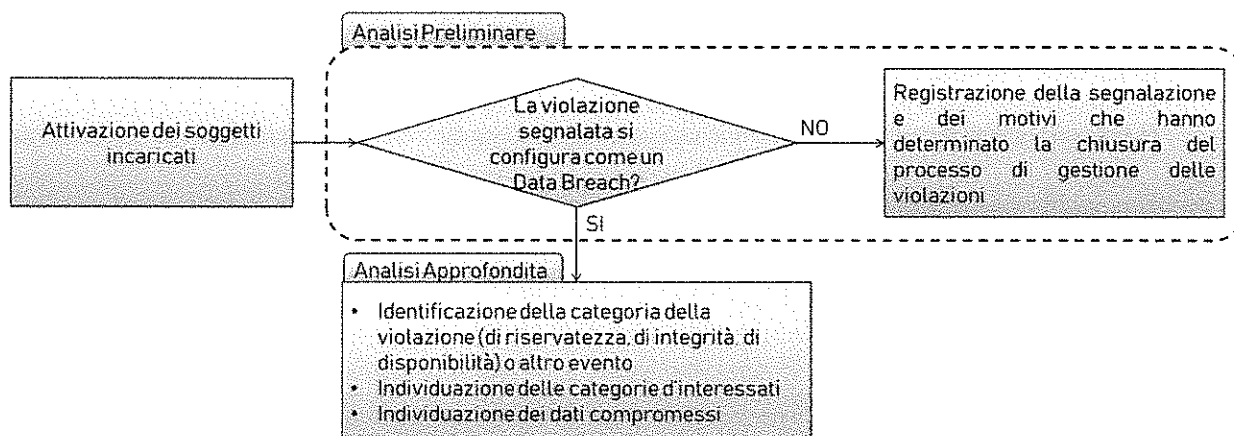 Analisi Preliminare
Attivazione dei soggetti
incaricati
La violazione
segnalata si
configura come un
Data Breach?
NO
Registrazione della segnalazione
e dei motivi che hanno
determinato la chiusura del
processo di gestione delle
violazioni
SI
Analisi Approfondita
• Identificazione della categoria della
violazione (di riservatezza, di integrità, di
disponibilità) o altro evento
• Individuazione delle categorie d'interessati
• Individuazione dei dati compromessi